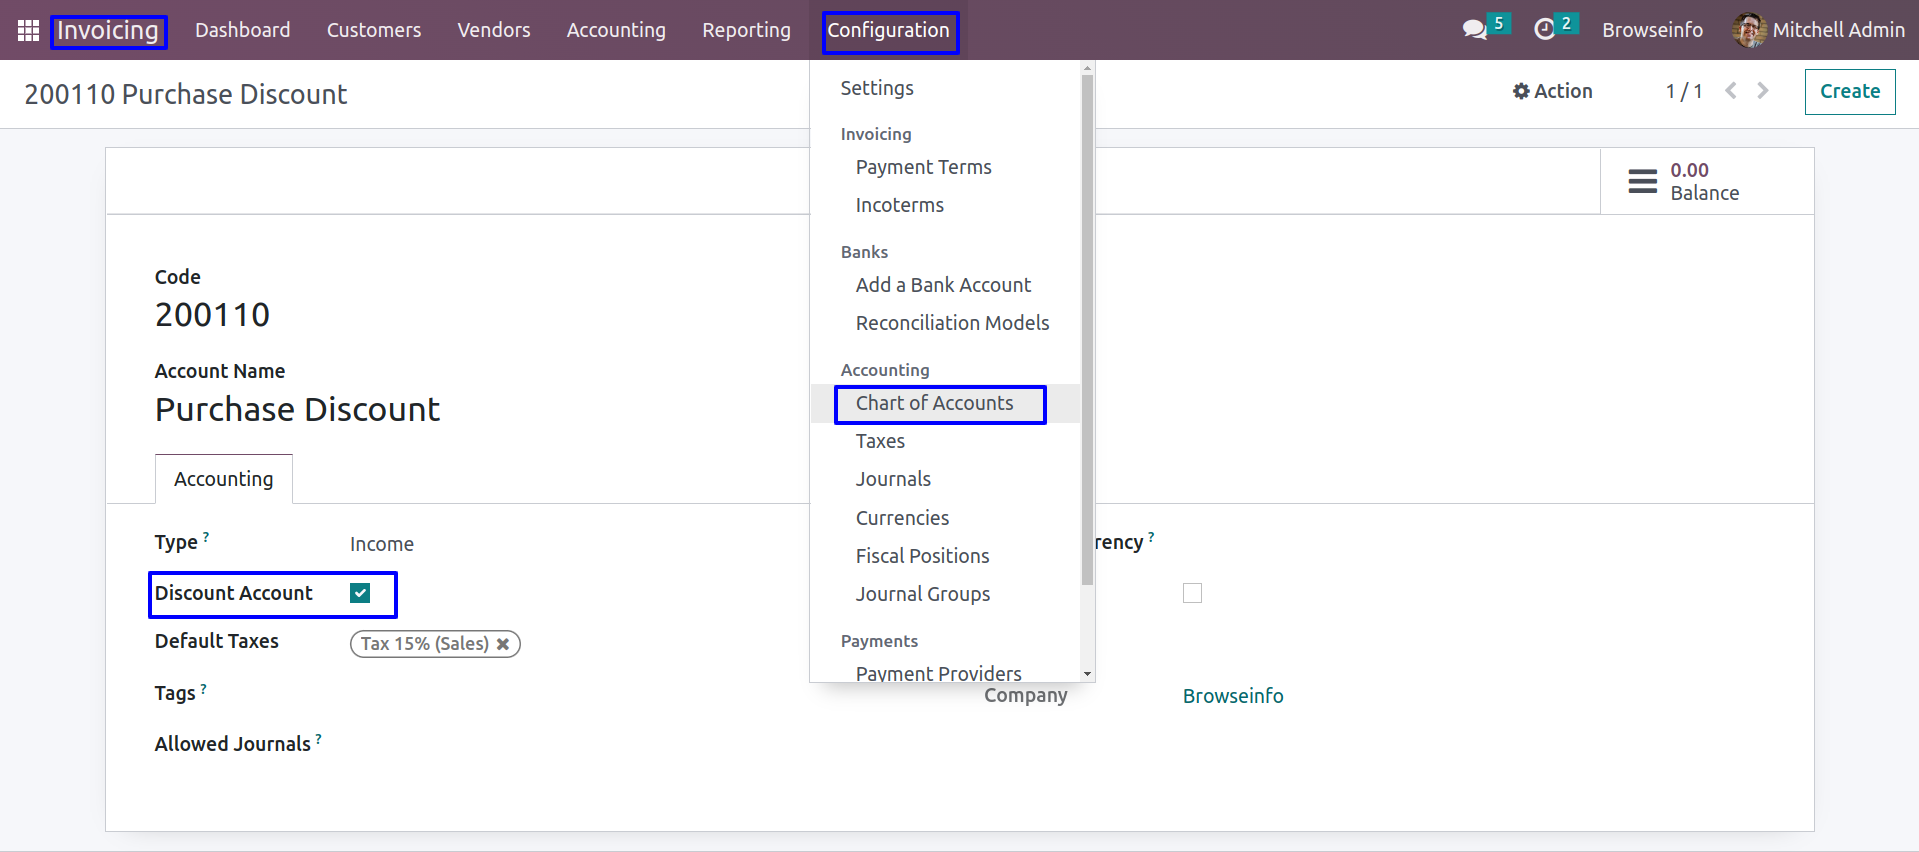 Invoicing Dashboard Customers Vendors Accounting Reporting Configuration 5 2 Browseinfo Mitchell Admin
200110 Purchase Discount
Action 1 / 1 Create
Settings
Invoicing
Payment Terms
Incoterms
Banks
Add a Bank Account
Reconciliation Models
Accounting
Chart of Accounts
Taxes
Journals
Currencies
Fiscal Positions
Journal Groups
Payments
Payment Providers
0.00
Balance
Code
200110
Account Name
Purchase Discount
Accounting
Type ? Income
rency ?
Discount Account
Default Taxes Tax 15% (Sales)
Tags ?
Company Browseinfo
Allowed Journals ?